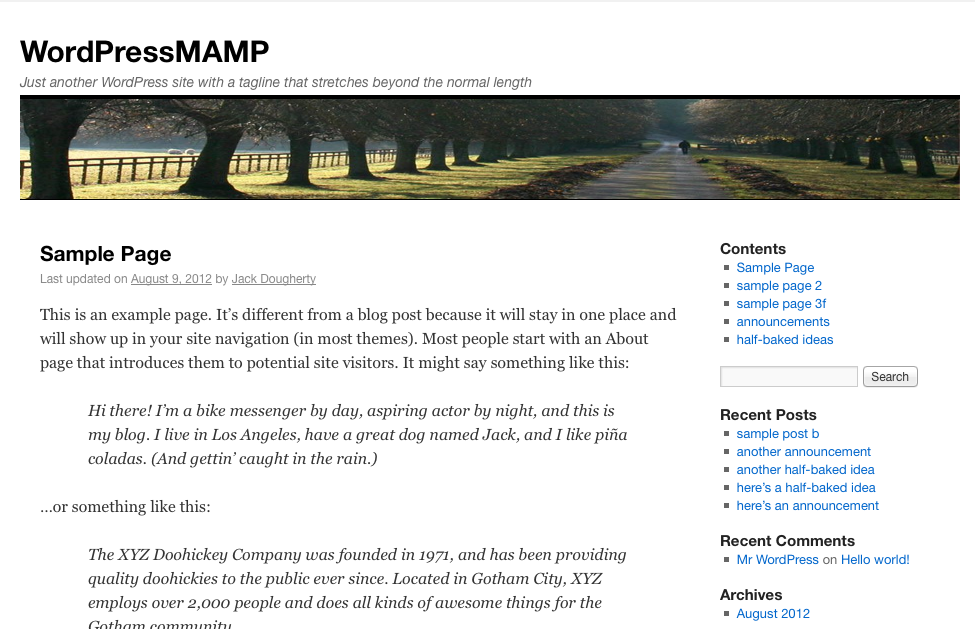 WordPressMAMP
Just another WordPress site with a tagline that stretches beyond the normal length
Sample Page
Last updated on August 9, 2012 by Jack Dougherty
This is an example page. It’s different from a blog post because it will stay in one place and
will show up in your site navigation (in most themes). Most people start with an About
page that introduces them to potential site visitors. It might say something like this:
Hi there! I’m a bike messenger by day, aspiring actor by night, and this is
my blog. I live in Los Angeles, have a great dog named Jack, and I like piña
coladas. (And gettin’ caught in the rain.)
…or something like this:
The XYZ Doohickey Company was founded in 1971, and has been providing
quality doohickies to the public ever since. Located in Gotham City, XYZ
employs over 2,000 people and does all kinds of awesome things for the
Gotham community.
Contents
Sample Page
sample page 2
sample page 3f
announcements
half-baked ideas
Search
Recent Posts
sample post b
another announcement
another half-baked idea
here’s a half-baked idea
here’s an announcement
Recent Comments
Mr WordPress on Hello world!
Archives
August 2012